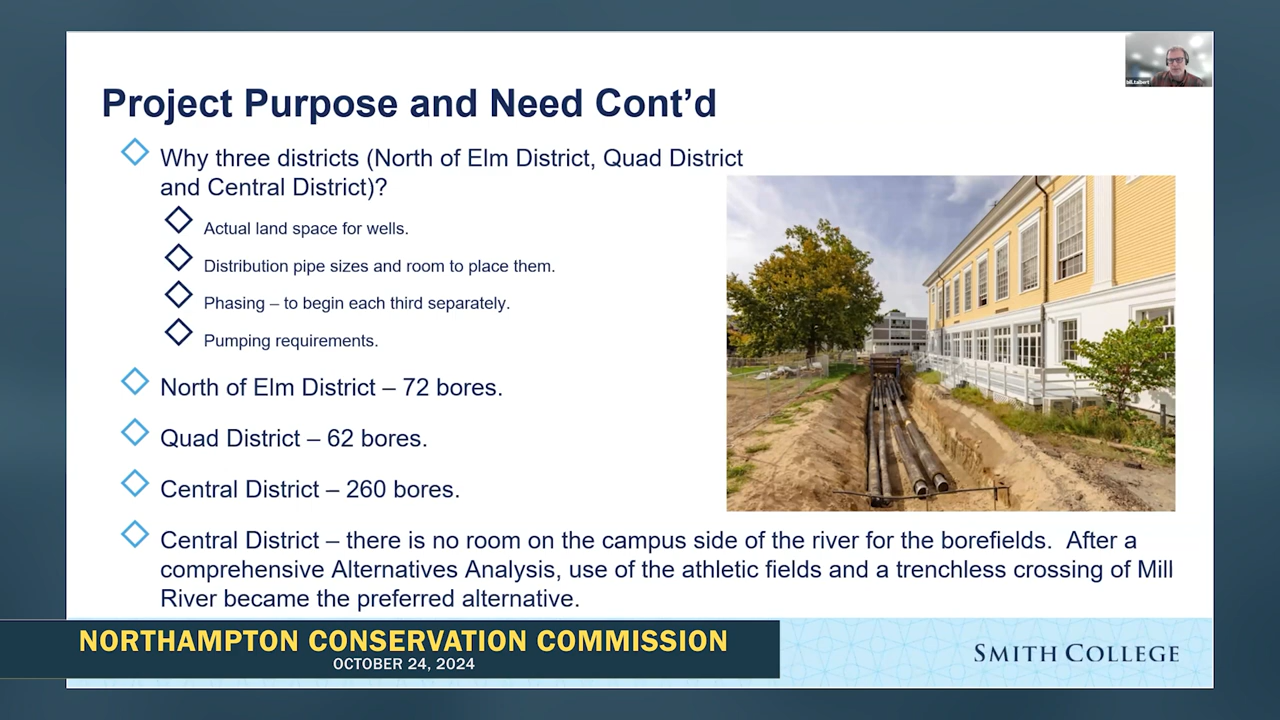 Project Purpose and Need Cont’d
Why three districts (North of Elm District, Quad District
and Central District)?
Actual land space for wells.
Distribution pipe sizes and room to place them.
Phasing – to begin each third separately.
Pumping requirements.
North of Elm District – 72 bores.
Quad District – 62 bores.
Central District – 260 bores.
Central District – there is no room on the campus side of the river for the borefields.  After a
comprehensive Alternatives Analysis, use of the athletic fields and a trenchless crossing of Mill
River became the preferred alternative.
NORTHAMPTON CONSERVATION COMMISSION
OCTOBER 24, 2024
SMITH COLLEGE
bill.talbert